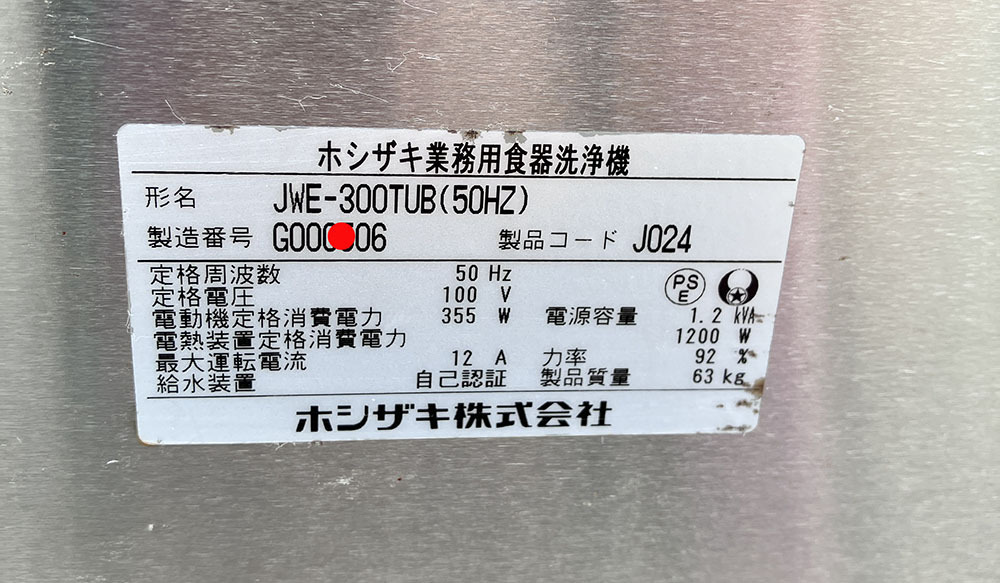 ホシザキ業務用食器洗浄機
形名 JWE-300TUB(50HZ)
製造番号 G000 06 製品コード J024
定格周波数 50 Hz PSE
定格電圧 100 V
電動機定格消費電力 355 W 電源容量 1.2 kVA
電熱装置定格消費電力 1200 W
最大運転電流 12 A 力率 92 %
給水装置 自己認証 製品質量 63 kg
ホシザキ株式会社